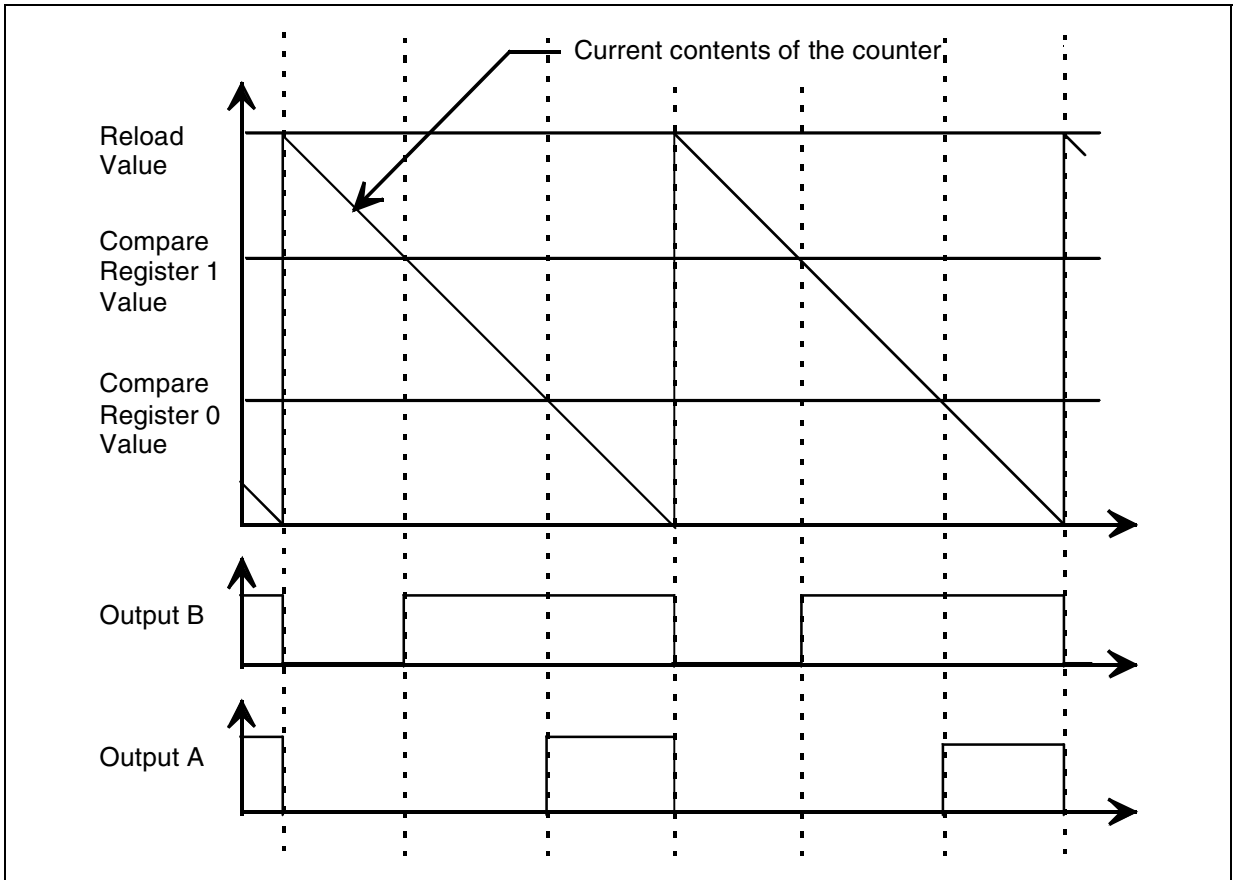 Current contents of the counter
Reload
Value
Compare
Register 1
Value
Compare
Register 0
Value
Output B
Output A